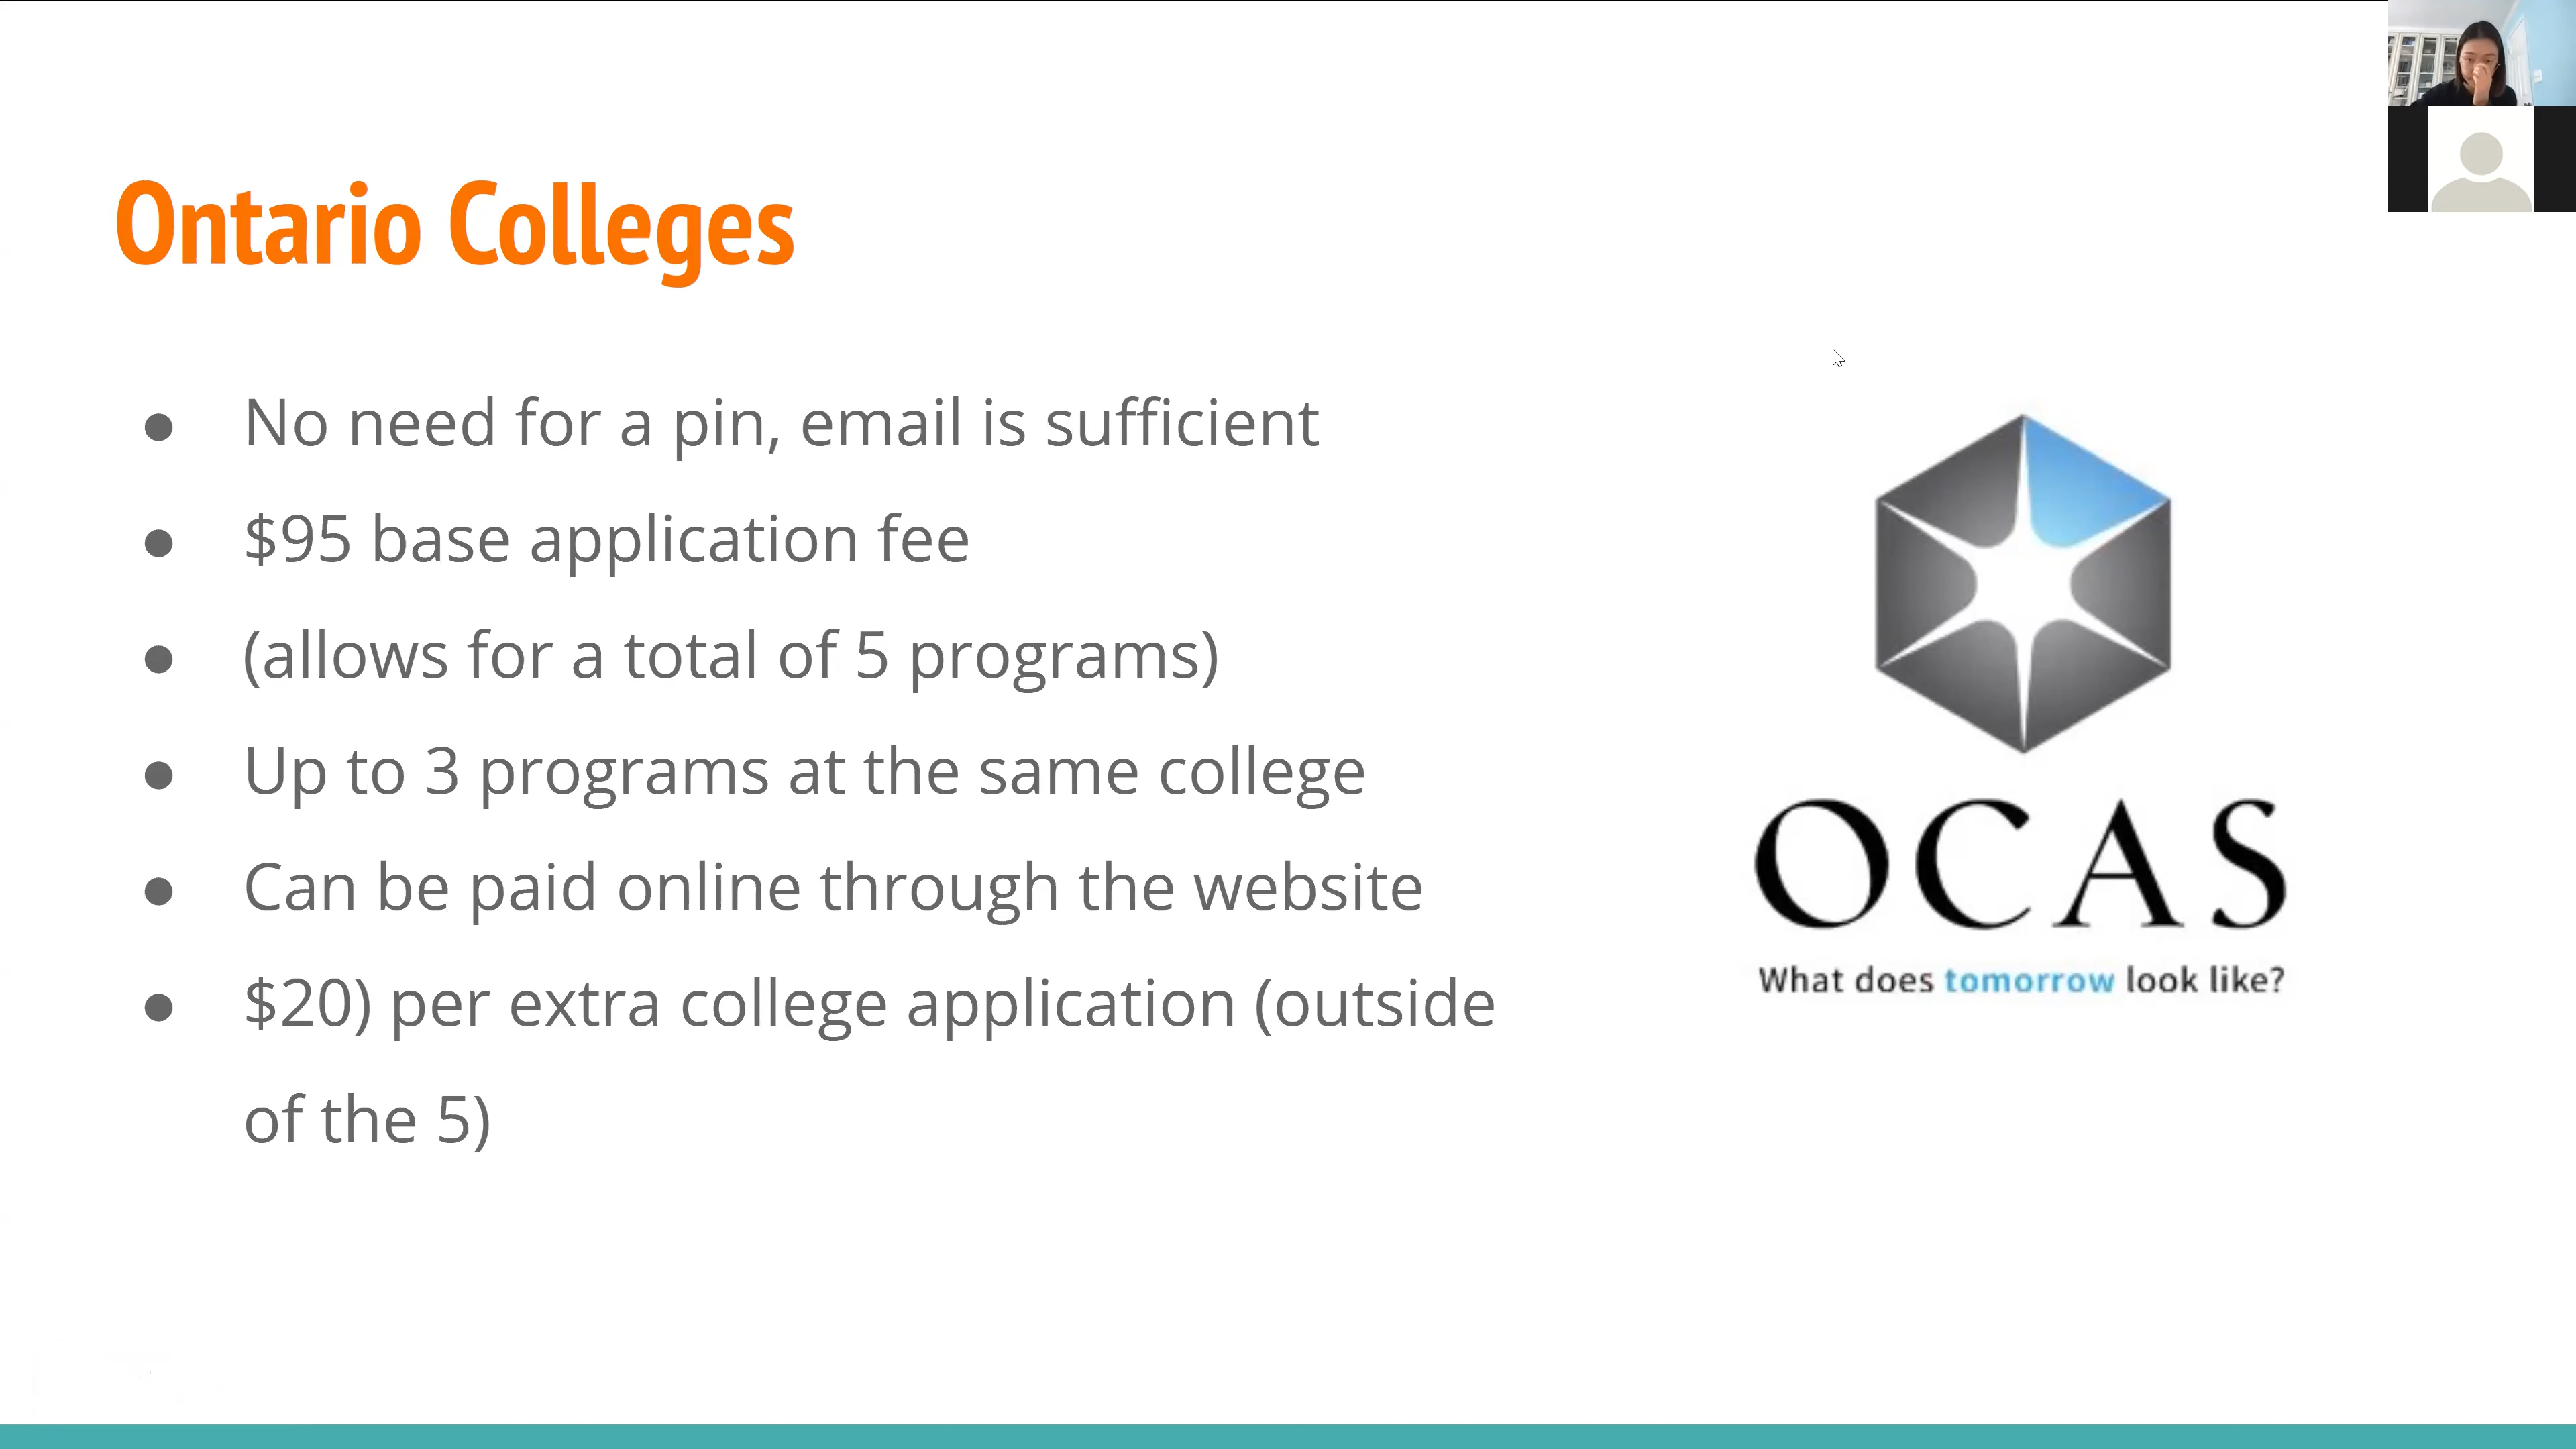 Ontario Colleges
● No need for a pin, email is sufficient
● $95 base application fee
● (allows for a total of 5 programs)
● Up to 3 programs at the same college
● Can be paid online through the website
● $20) per extra college application (outside
of the 5)
OCAS
What does tomorrow look like?